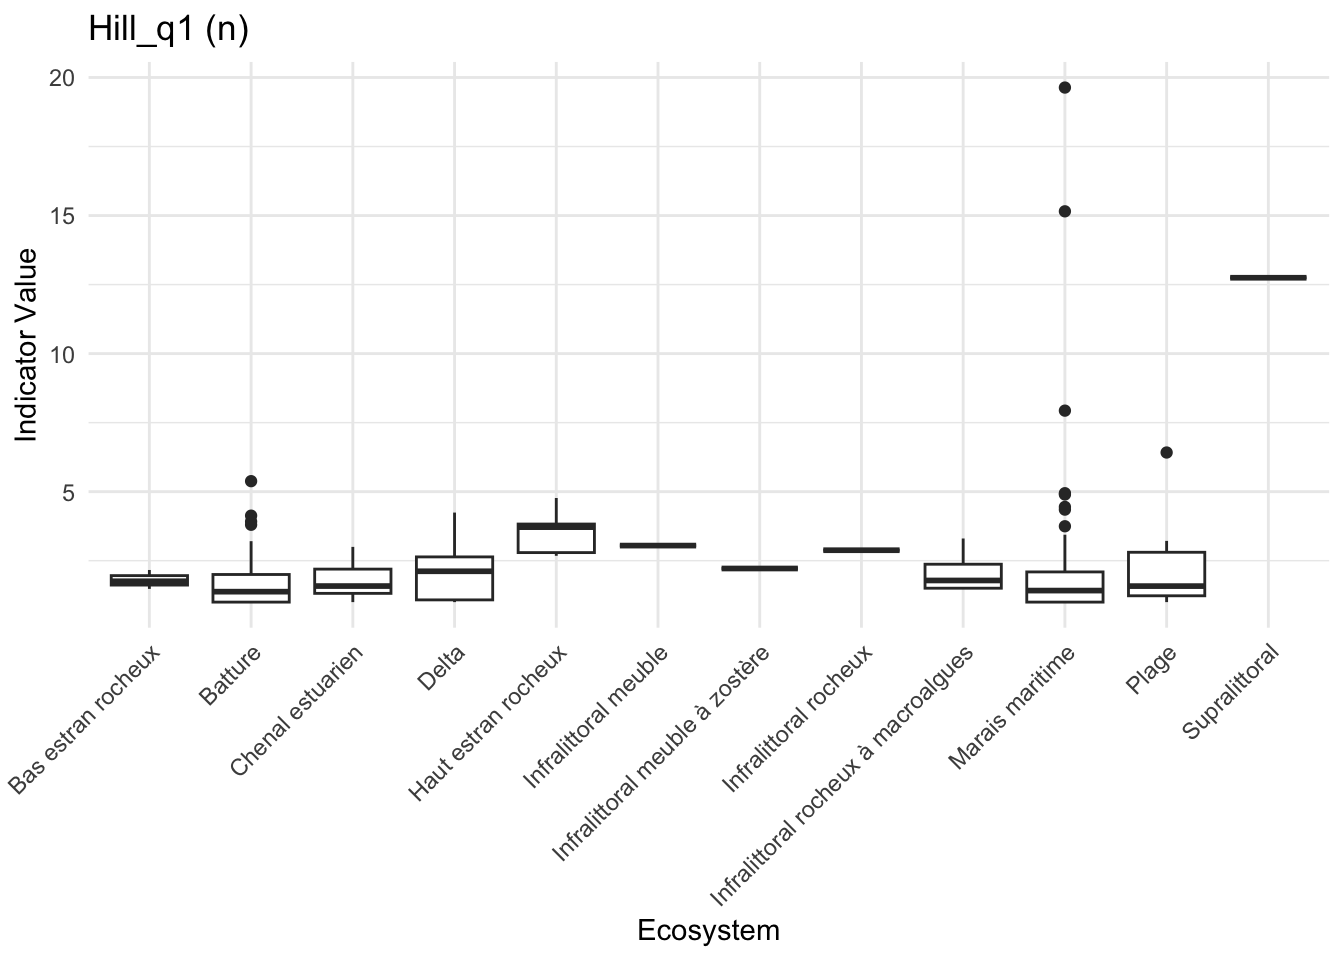 Hill_q1 (n)
20
15
10
5
Indicator Value
Bas estran rocheux
Batture
Chenal estuarien
Delta
Haut estran rocheux
Infralittoral meuble
Infralittoral meuble à zostère
Infralittoral rocheux
Infralittoral rocheux à macroalgues
Marais maritime
Plage
Supralittoral
Ecosystem